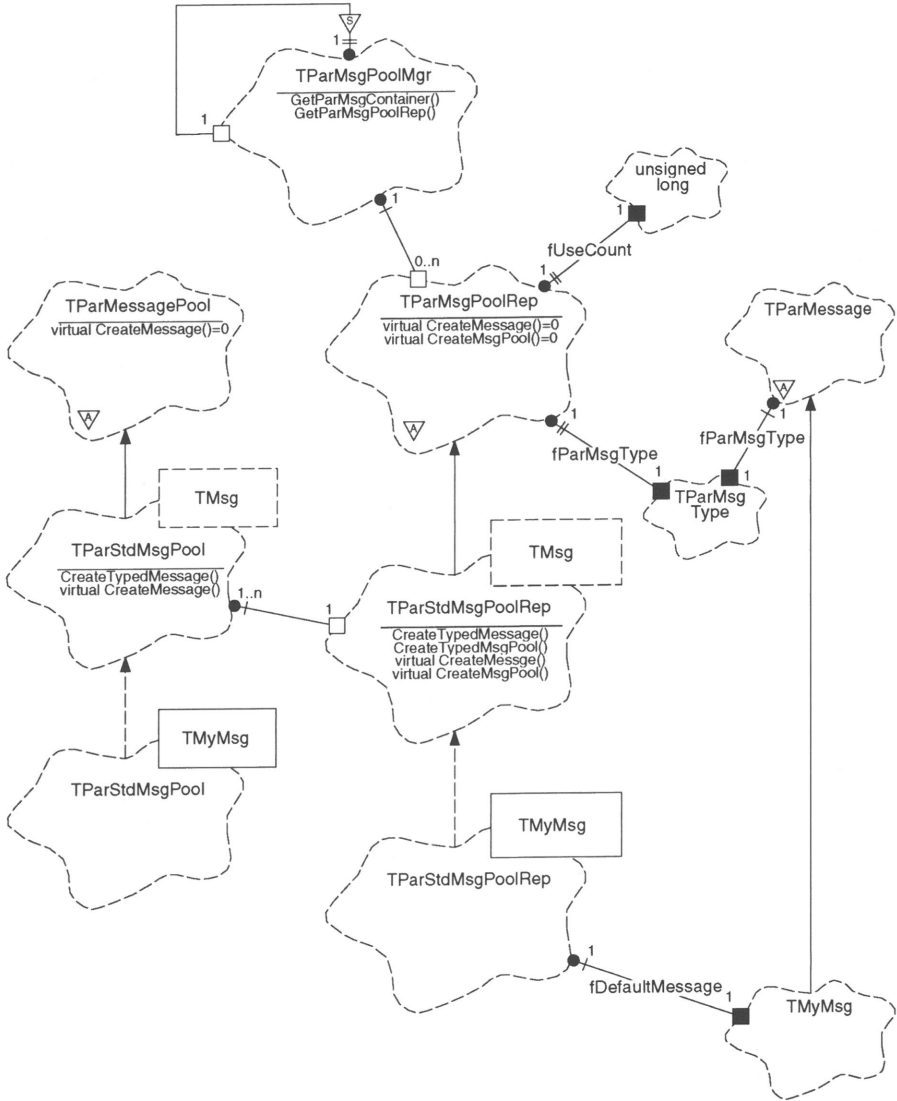 S
1
TParMsgPoolMgr
GetParMsgContainer()
GetParMsgPoolRep()
1
1
unsigned
long
1
fUseCount
0..n
1
TParMessagePool
virtual CreateMessage()=0
A
TParMsgPoolRep
virtual CreateMessage()=0
virtual CreateMsgPool()=0
A
TParMessage
A
1
1
fParMsgType
fParMsgType
1
1
TParMsg
Type
TMsg
TParStdMsgPool
CreateTypedMessage()
virtual CreateMessage()
1..n
1
TMsg
TParStdMsgPoolRep
CreateTypedMessage()
CreateTypedMsgPool()
virtual CreateMessge()
virtual CreateMsgPool()
TMyMsg
TParStdMsgPool
TMyMsg
TParStdMsgPoolRep
1
fDefaultMessage
1
TMyMsg